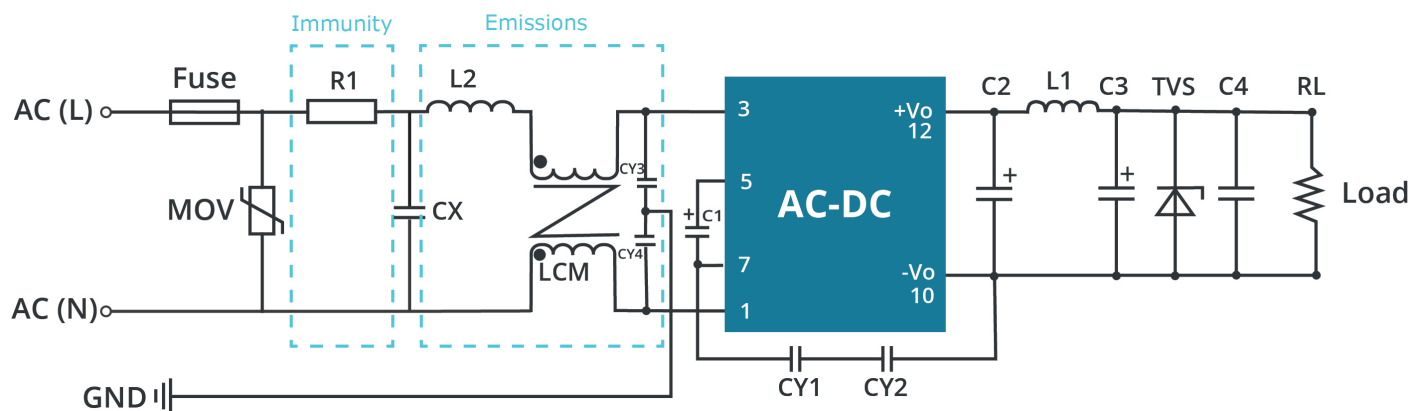 Immunity
Emissions
Fuse
R1
L2
C2
L1
C3
TVS
C4
RL
AC (L)
3
+Vo
12
CY3
5
MOV
CX
AC-DC
Load
+
C1
+
+
CY4
LCM
7
-Vo
10
AC (N)
1
CY1
CY2
GND